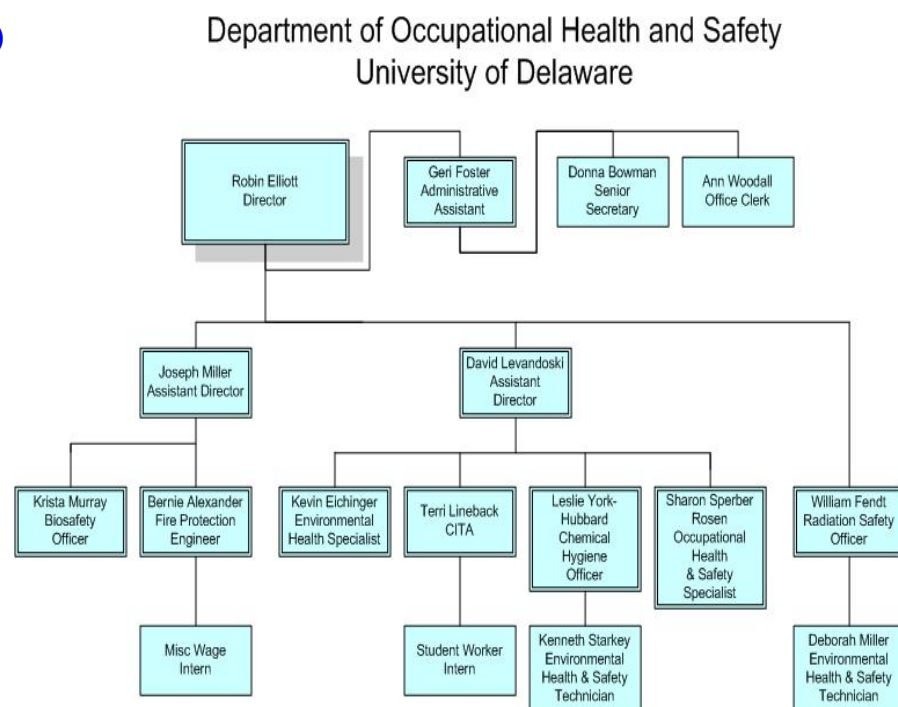 Department of Occupational Health and Safety
University of Delaware
Robin Elliott
Director
Geri Foster
Administrative
Assistant
Donna Bowman
Senior
Secretary
Ann Woodall
Office Clerk
Joseph Miller
Assistant Director
David Levandoski
Assistant
Director
Krista Murray
Biosafety
Officer
Bernie Alexander
Fire Protection
Engineer
Kevin Eichinger
Environmental
Health Specialist
Terri Lineback
CITA
Leslie York-
Hubbard
Chemical
Hygiene
Officer
Sharon Sperber
Rosen
Occupational
Health
& Safety
Specialist
William Fendt
Radiation Safety
Officer
Misc Wage
Intern
Student Worker
Intern
Kenneth Starkey
Environmental
Health & Safety
Technician
Deborah Miller
Environmental
Health & Safety
Technician